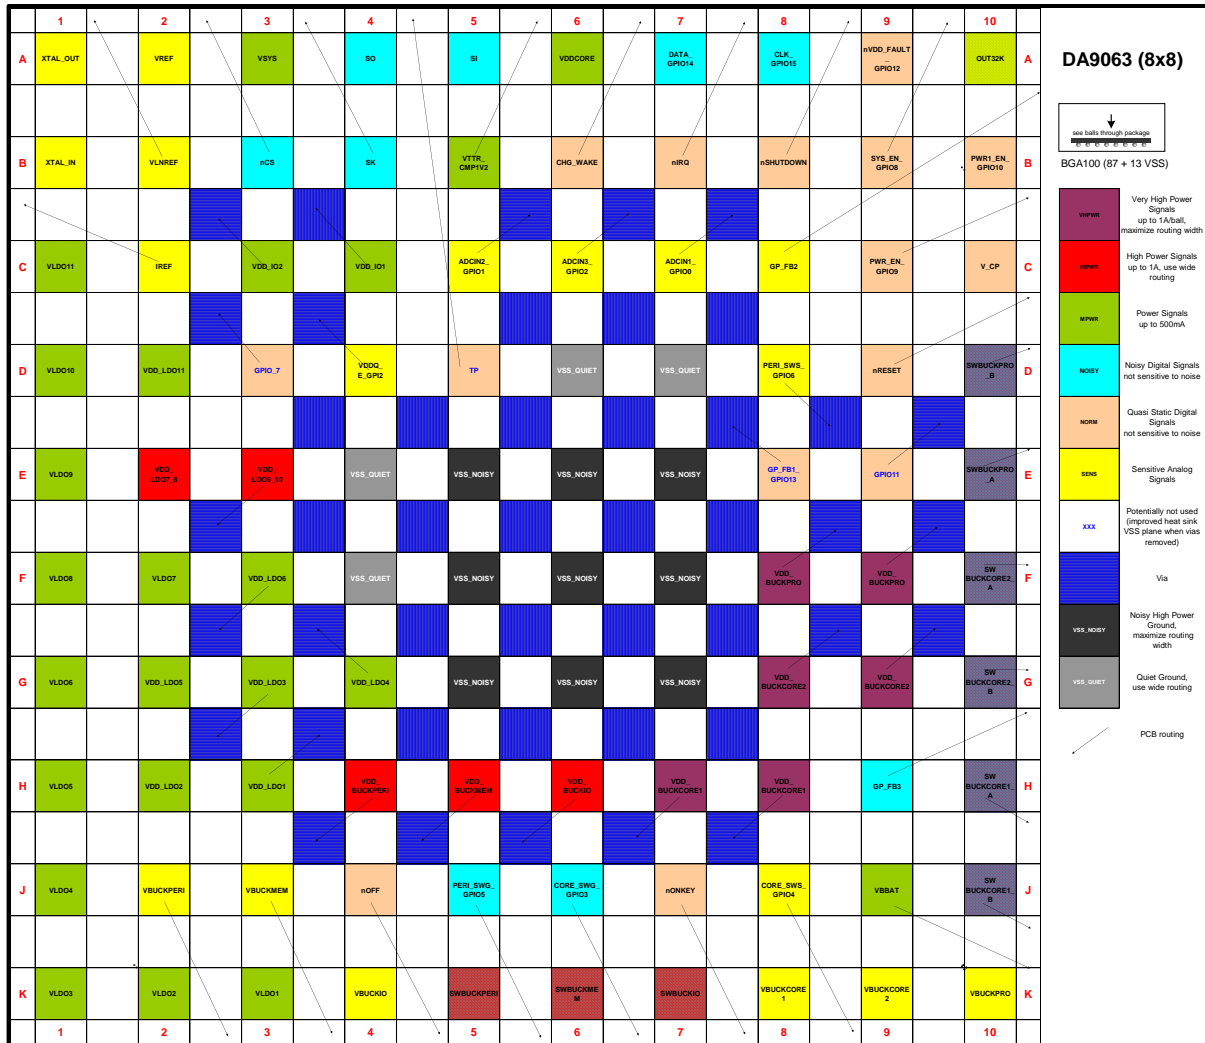 1 2 3 4 5 6 7 8 9 10
A XTAL_OUT VREF VSYS SO SI VDDCORE DATA_ GPIO14 CLK_ GPIO15 nVDD_FAULT _ GPIO12 OUT32K A
DA9063 (8x8)
see balls through package
BGA100 (87 + 13 VSS)
B XTAL_IN VLNREF nCS SK VTTR_ CMP1V2 CHG_WAKE nIRQ nSHUTDOWN SYS_EN_ GPIO8 PWR1_EN_ GPIO10 B
C VLDO11 IREF VDD_IO2 VDD_IO1 ADCIN2_ GPIO1 ADCIN3_ GPIO2 ADCIN1_ GPIO0 GP_FB2 PWR_EN_ GPIO9 V_CP C
D VLDO10 VDD_LDO11 GPIO_7 VDDQ_ E_GPI2 TP VSS_QUIET VSS_QUIET PERI_SWS_ GPIO6 nRESET SWBUCKPRO _B D
E VLDO9 VDD_ LDO7_8 VDD_ LDO9_10 VSS_QUIET VSS_NOISY VSS_NOISY VSS_NOISY GP_FB1_ GPIO13 GPIO11 SWBUCKPRO _A E
F VLDO8 VLDO7 VDD_LDO6 VSS_QUIET VSS_NOISY VSS_NOISY VSS_NOISY VDD_ BUCKPRO VDD_ BUCKPRO SW BUCKCORE2_ A F
G VLDO6 VDD_LDO5 VDD_LDO3 VDD_LDO4 VSS_NOISY VSS_NOISY VSS_NOISY VDD_ BUCKCORE2 VDD_ BUCKCORE2 SW BUCKCORE2_ B G
H VLDO5 VDD_LDO2 VDD_LDO1 VDD_ BUCKPERI VDD_ BUCKMEM VDD_ BUCKIO VDD_ BUCKCORE1 VDD_ BUCKCORE1 GP_FB3 SW BUCKCORE1_ A H
J VLDO4 VBUCKPERI VBUCKMEM nOFF PERI_SWG_ GPIO5 CORE_SWG_ GPIO3 nONKEY CORE_SWS_ GPIO4 VBBAT SW BUCKCORE1_ B J
K VLDO3 VLDO2 VLDO1 VBUCKIO SWBUCKPERI SWBUCKME M SWBUCKIO VBUCKCORE 1 VBUCKCORE 2 VBUCKPRO K
1 2 3 4 5 6 7 8 9 10
VHPWR
Very High Power
Signals
up to 1A/ball,
maximize routing width
High Power Signals
up to 1A, use wide
routing
MPWR
Power Signals
up to 500mA
NOISY
Noisy Digital Signals
not sensitive to noise
NORM
Quasi Static Digital
Signals
not sensitive to noise
SENS
Sensitive Analog
Signals
XXX
Potentially not used
(improved heat sink
VSS plane when vias
removed)
Via
VSS_NOISY
Noisy High Power
Ground,
maximize routing
width
VSS_QUIET
Quiet Ground,
use wide routing
PCB routing